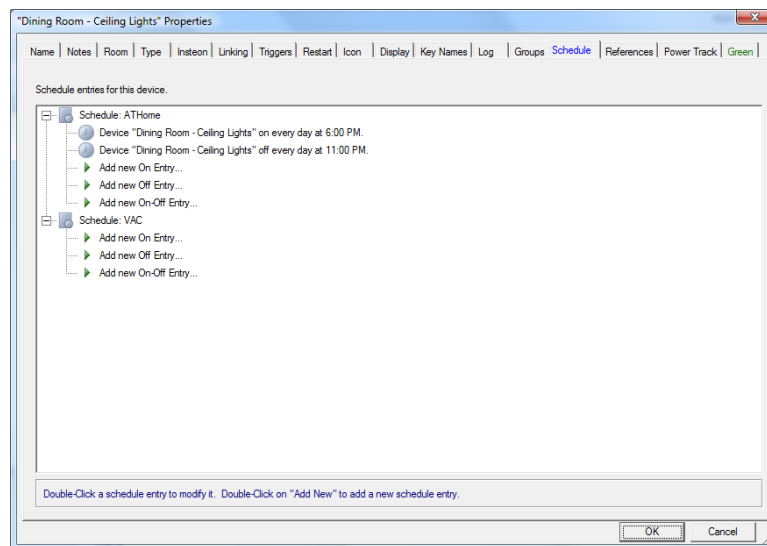 "Dining Room - Ceiling Lights" Properties
Name Notes Room Type Insteon Linking Triggers Restart Icon Display Key Names Log Groups Schedule References Power Track Green
Schedule entries for this device.
Schedule: ATHome
Device "Dining Room - Ceiling Lights" on every day at 6:00 PM.
Device "Dining Room - Ceiling Lights" off every day at 11:00 PM.
Add new On Entry...
Add new Off Entry...
Add new On-Off Entry...
Schedule: VAC
Add new On Entry...
Add new Off Entry...
Add new On-Off Entry...
Double-Click a schedule entry to modify it. Double-Click on "Add New" to add a new schedule entry.
OK Cancel